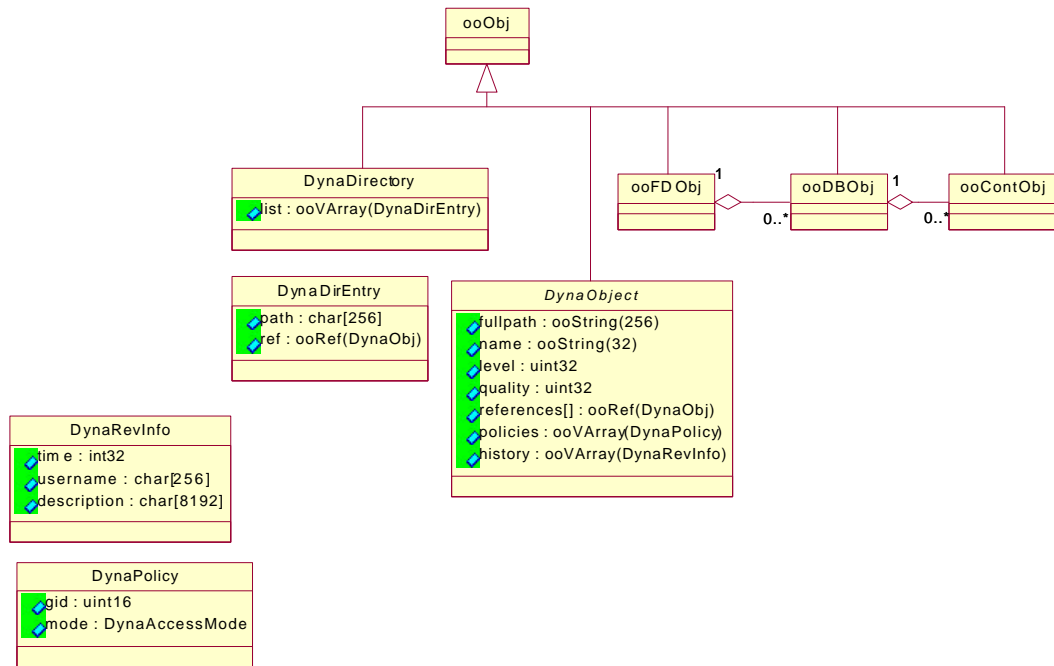 ooObj
DynaDirectory
list : ooVArray(DynaDirEntry)
ooFDObj
1
0..*
ooDBObj
1
0..*
ooContObj
DynaDirEntry
path : char[256]
ref : ooRef(DynaObj)
DynaObject
fullpath : ooString(256)
name : ooString(32)
level : uint32
quality : uint32
references[] : ooRef(DynaObj)
policies : ooVArray(DynaPolicy)
history : ooVArray(DynaRevInfo)
DynaRevInfo
time : int32
username : char[256]
description : char[8192]
DynaPolicy
gid : uint16
mode : DynaAccessMode